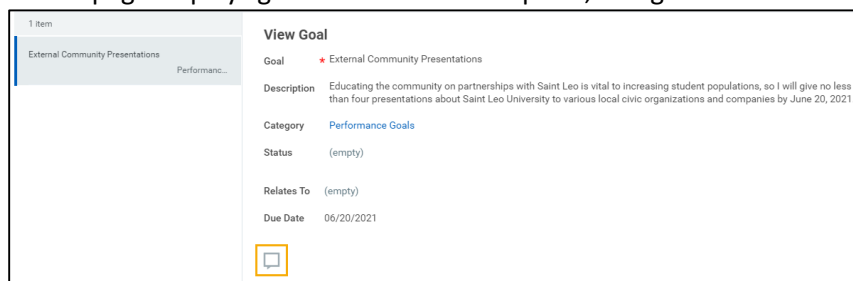 1 item
External Community Presentations
Performanc...
View Goal
Goal * External Community Presentations
Description Educating the community on partnerships with Saint Leo is vital to increasing student populations, so I will give no less
than four presentations about Saint Leo University to various local civic organizations and companies by June 20, 2021
Category Performance Goals
Status (empty)
Relates To (empty)
Due Date 06/20/2021